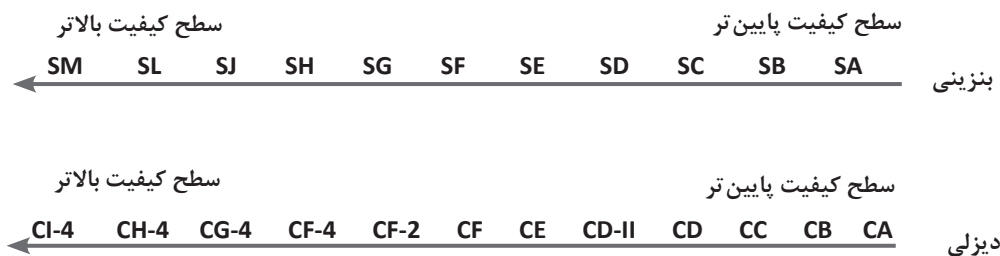 سطح کیفیت پایین‌تر سطح کیفیت بالاتر
بنزینی SA SB SC SD SE SF SG SH SJ SL SM
سطح کیفیت پایین‌تر سطح کیفیت بالاتر
دیزلی CA CB CC CD CD-II CE CF CF-2 CF-4 CG-4 CH-4 CI-4